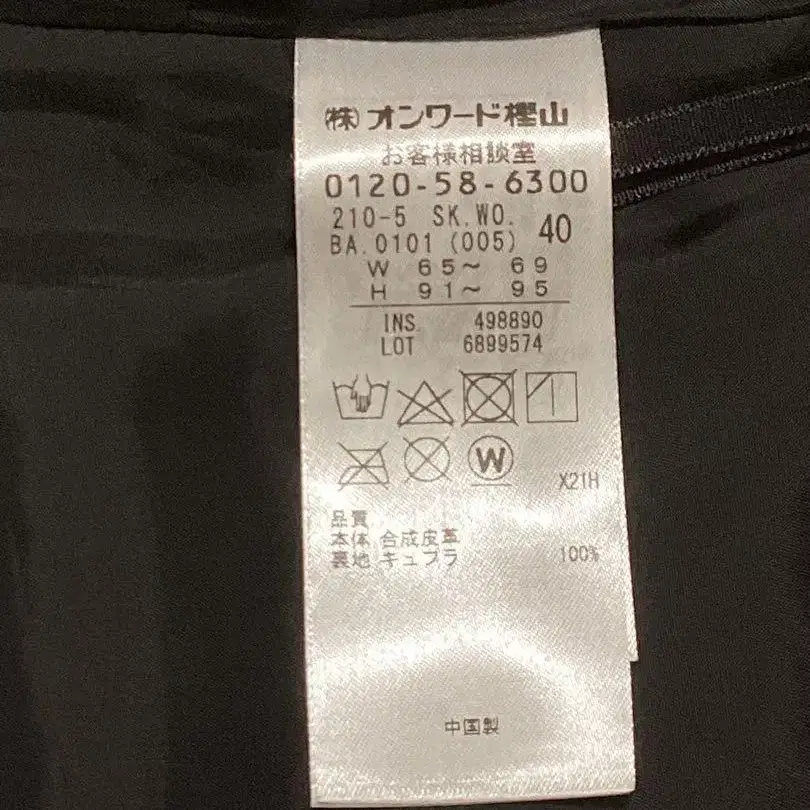 ㈱オンワード樫山
お客様相談室
0120-58-6300
210-5 SK.WO.
BA.0101 (005) 40
W 65～ 69
H 91～ 95
INS. 498890
LOT 6899574
W
X21H
品質
本体 合成皮革
裏地 キュプラ 100%
中国製